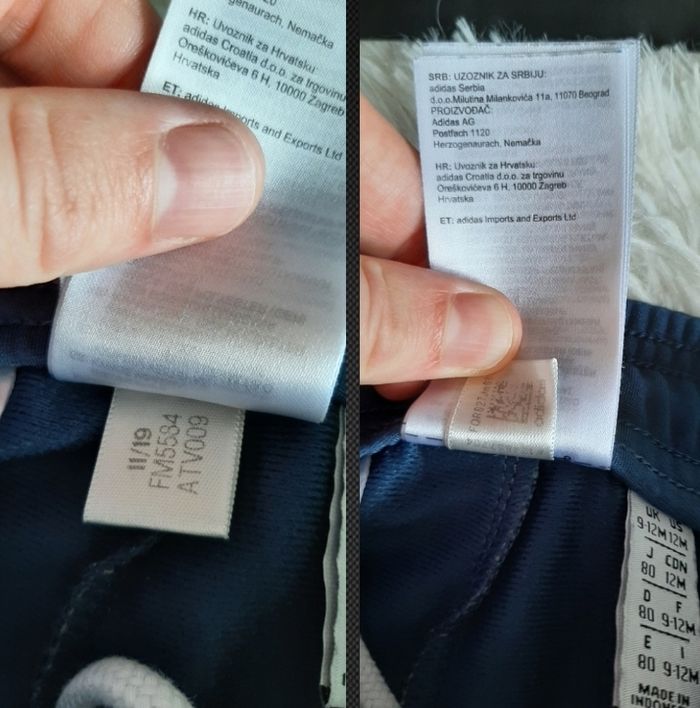 HR: Uvoznik za Hrvatsku
adidas Croatia d.o.o. za trgovinu
Oreškovićeva 6 H, 10000 Zagreb
Hrvatska
ET: adidas Imports and Exports Ltd
11/19
FM5584
ATV009
SRB: UZOZNIK ZA SRBIJU:
adidas Serbia
d.o.o.Milutina Milankovića 11a, 11070 Beograd
PROIZVOĐAČ:
Adidas AG
Postfach 1120
Herzogenaurach, Nemačka
HR: Uvoznik za Hrvatsku:
adidas Croatia d.o.o. za trgovinu
Oreškovićeva 6 H, 10000 Zagreb
Hrvatska
ET: adidas Imports and Exports Ltd
adidas
UK US
9-12M 12M
J CDN
80 12M
D F
80 9-12M
E I
80 9-12M
MADE IN